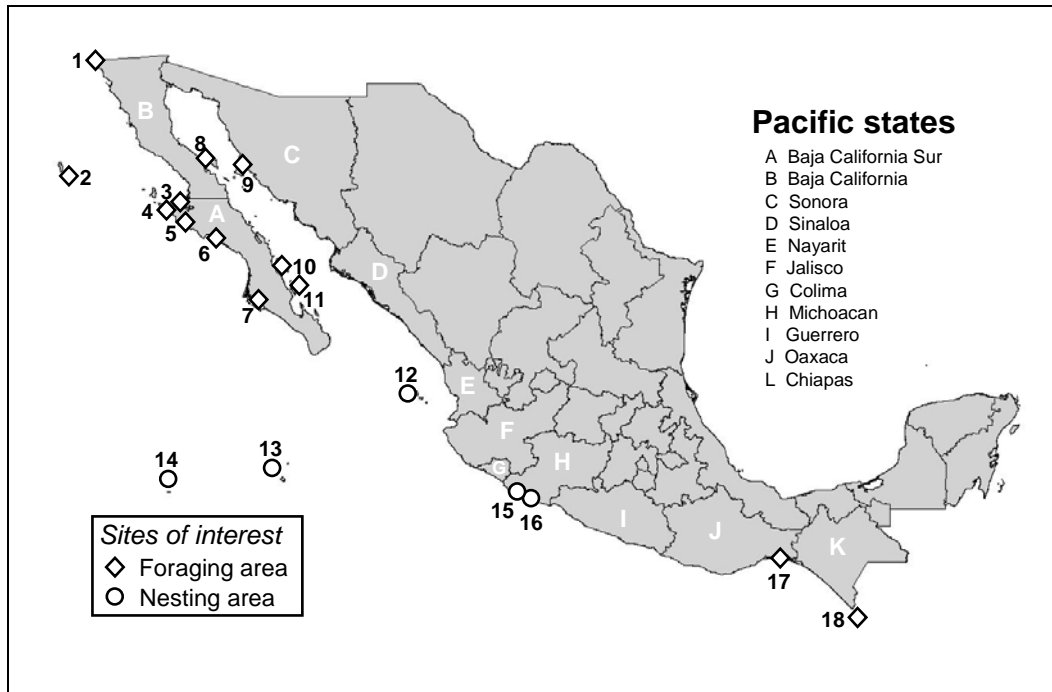 1
B
8
C
9
2
3
4
A
5
6
10
11
7
D
12
E
F
13
14
G
H
15
16
I
J
K
17
18
Pacific states
A Baja California Sur
B Baja California
C Sonora
D Sinaloa
E Nayarit
F Jalisco
G Colima
H Michoacan
I Guerrero
J Oaxaca
L Chiapas
Sites of interest
Foraging area
Nesting area